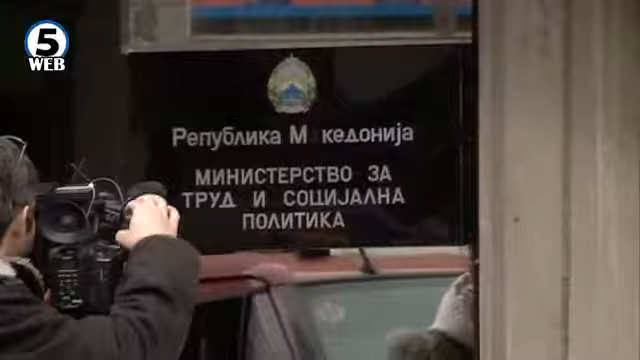 5
WEB
Република М кедонија
МИНИСТЕРСТВО ЗА
ТРУД И СОЦИЈАЛНА
ПОЛИТИКА